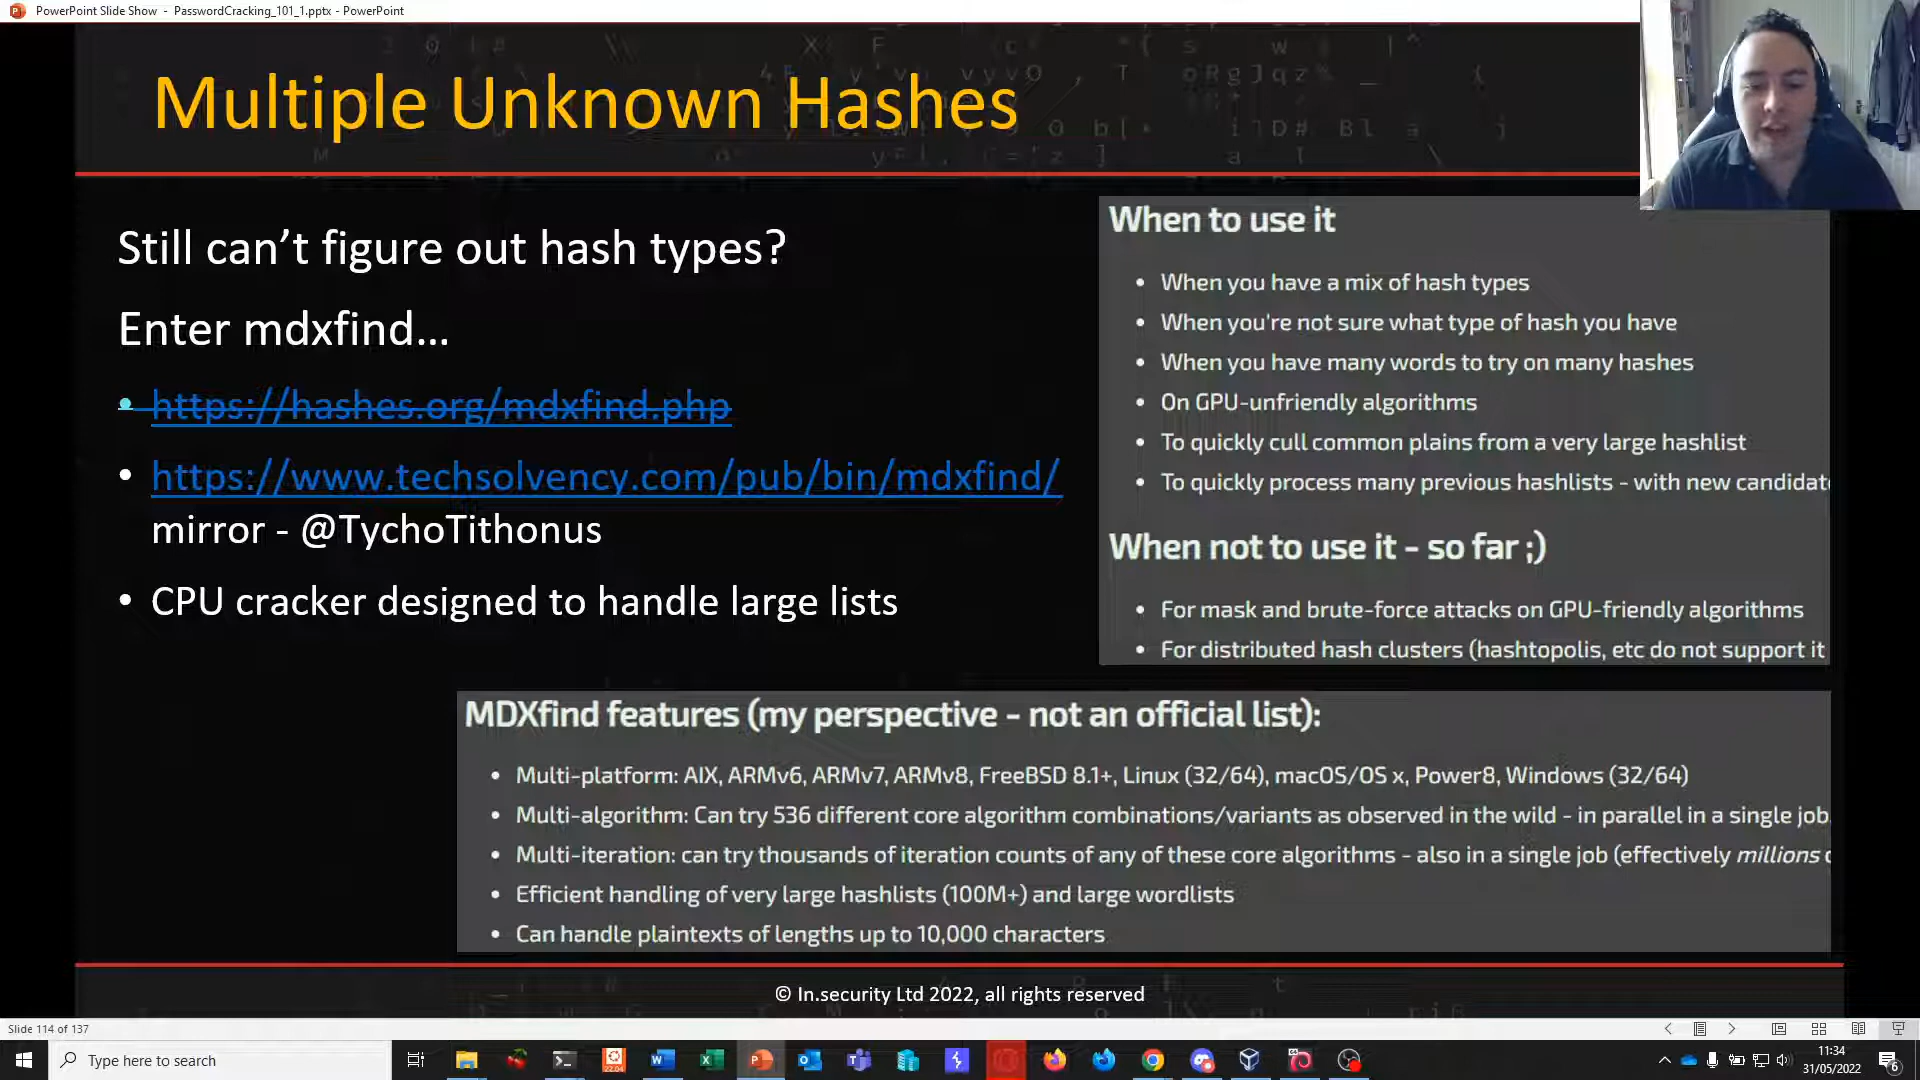 PowerPoint Slide Show - PasswordCracking_101_1.pptx - PowerPoint
Multiple Unknown Hashes
Still can’t figure out hash types?
Enter mdxfind…
• https://hashes.org/mdxfind.php
• https://www.techsolvency.com/pub/bin/mdxfind/
mirror - @TychoTithonus
• CPU cracker designed to handle large lists
When to use it
• When you have a mix of hash types
• When you're not sure what type of hash you have
• When you have many words to try on many hashes
• On GPU-unfriendly algorithms
• To quickly cull common plains from a very large hashlist
• To quickly process many previous hashlists - with new candidat
When not to use it - so far ;)
• For mask and brute-force attacks on GPU-friendly algorithms
• For distributed hash clusters (hashtopolis, etc do not support it
MDXfind features (my perspective - not an official list):
• Multi-platform: AIX, ARMv6, ARMv7, ARMv8, FreeBSD 8.1+, Linux (32/64), macOS/OS x, Power8, Windows (32/64)
• Multi-algorithm: Can try 536 different core algorithm combinations/variants as observed in the wild - in parallel in a single job
• Multi-iteration: can try thousands of iteration counts of any of these core algorithms - also in a single job (effectively millions
• Efficient handling of very large hashlists (100M+) and large wordlists
• Can handle plaintexts of lengths up to 10,000 characters
© In.security Ltd 2022, all rights reserved
Slide 114 of 137
Type here to search
22.04
11:34
31/05/2022
6